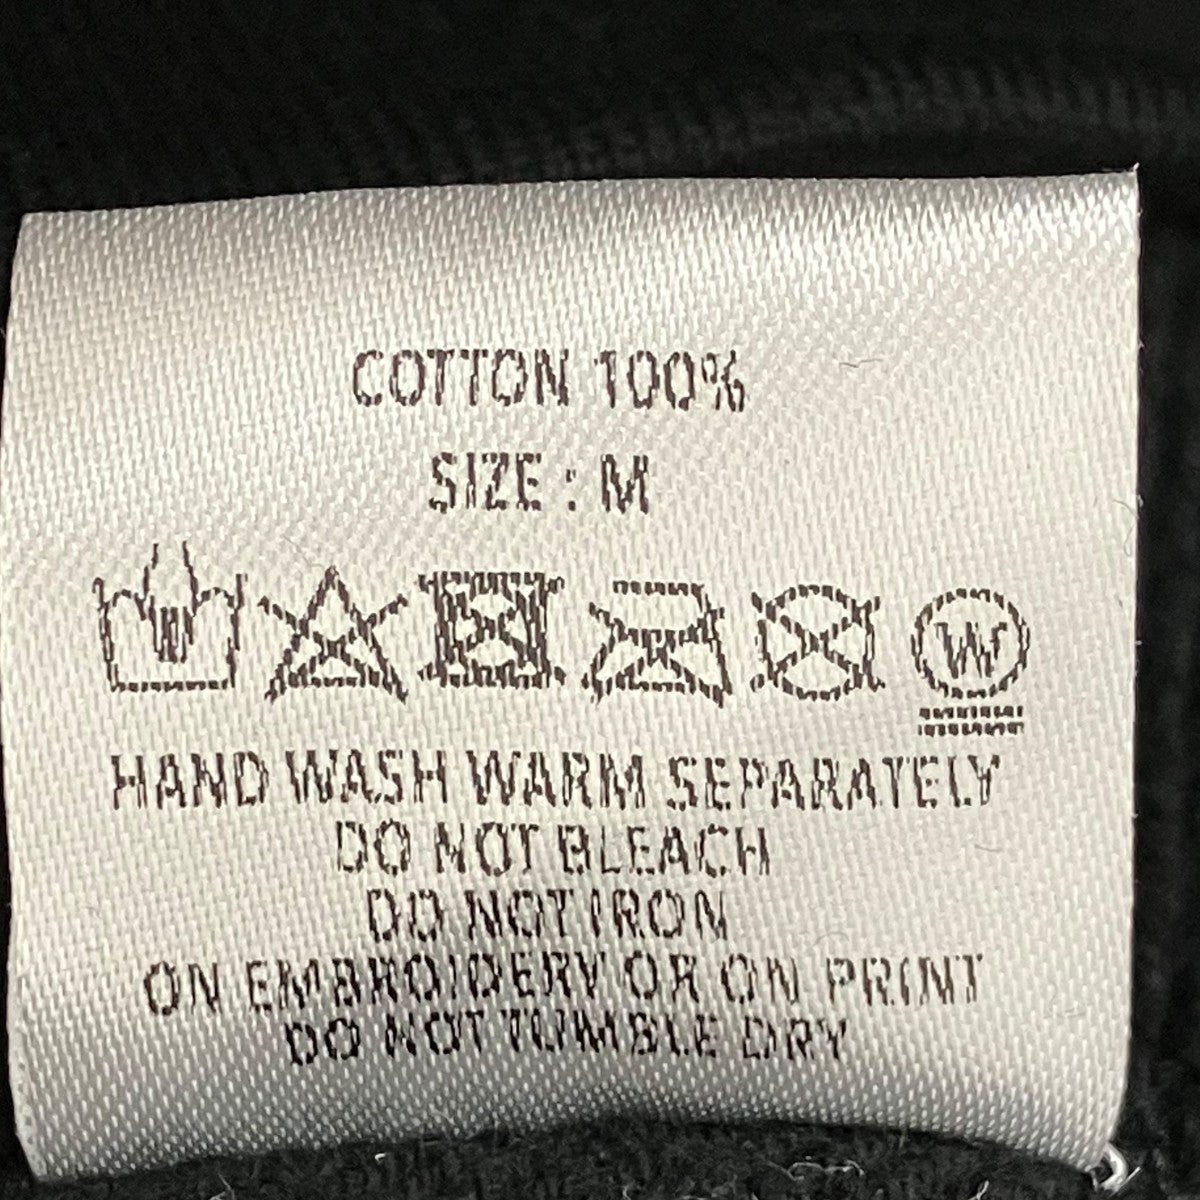 COTTON 100%
SIZE : M
W
HAND WASH WARM SEPARATELY
DO NOT BLEACH
DO NOT IRON
ON EMBROIDERY OR ON PRINT
DO NOT TUMBLE DRY